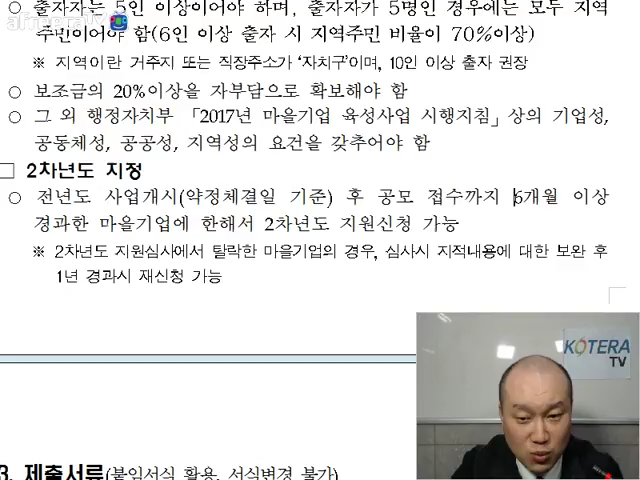 afreecaTV
○ 출자자는 5인 이상이어야 하며, 출자자가 5명인 경우에는 모두 지역
주민이어야 함(6인 이상 출자 시 지역주민 비율이 70%이상)
※ 지역이란 거주지 또는 직장주소가 '자치구'이며, 10인 이상 출자 권장
○ 보조금의 20%이상을 자부담으로 확보해야 함
○ 그 외 행정자치부 「2017년 마을기업 육성사업 시행지침」상의 기업성,
공동체성, 공공성, 지역성의 요건을 갖추어야 함
□ 2차년도 지정
○ 전년도 사업개시(약정체결일 기준) 후 공모 접수까지 6개월 이상
경과한 마을기업에 한해서 2차년도 지원신청 가능
※ 2차년도 지원심사에서 탈락한 마을기업의 경우, 심사시 지적내용에 대한 보완 후
1년 경과시 재신청 가능
KOTERA
TV
3. 제출서류(붙임서식 활용, 서식변경 불가)